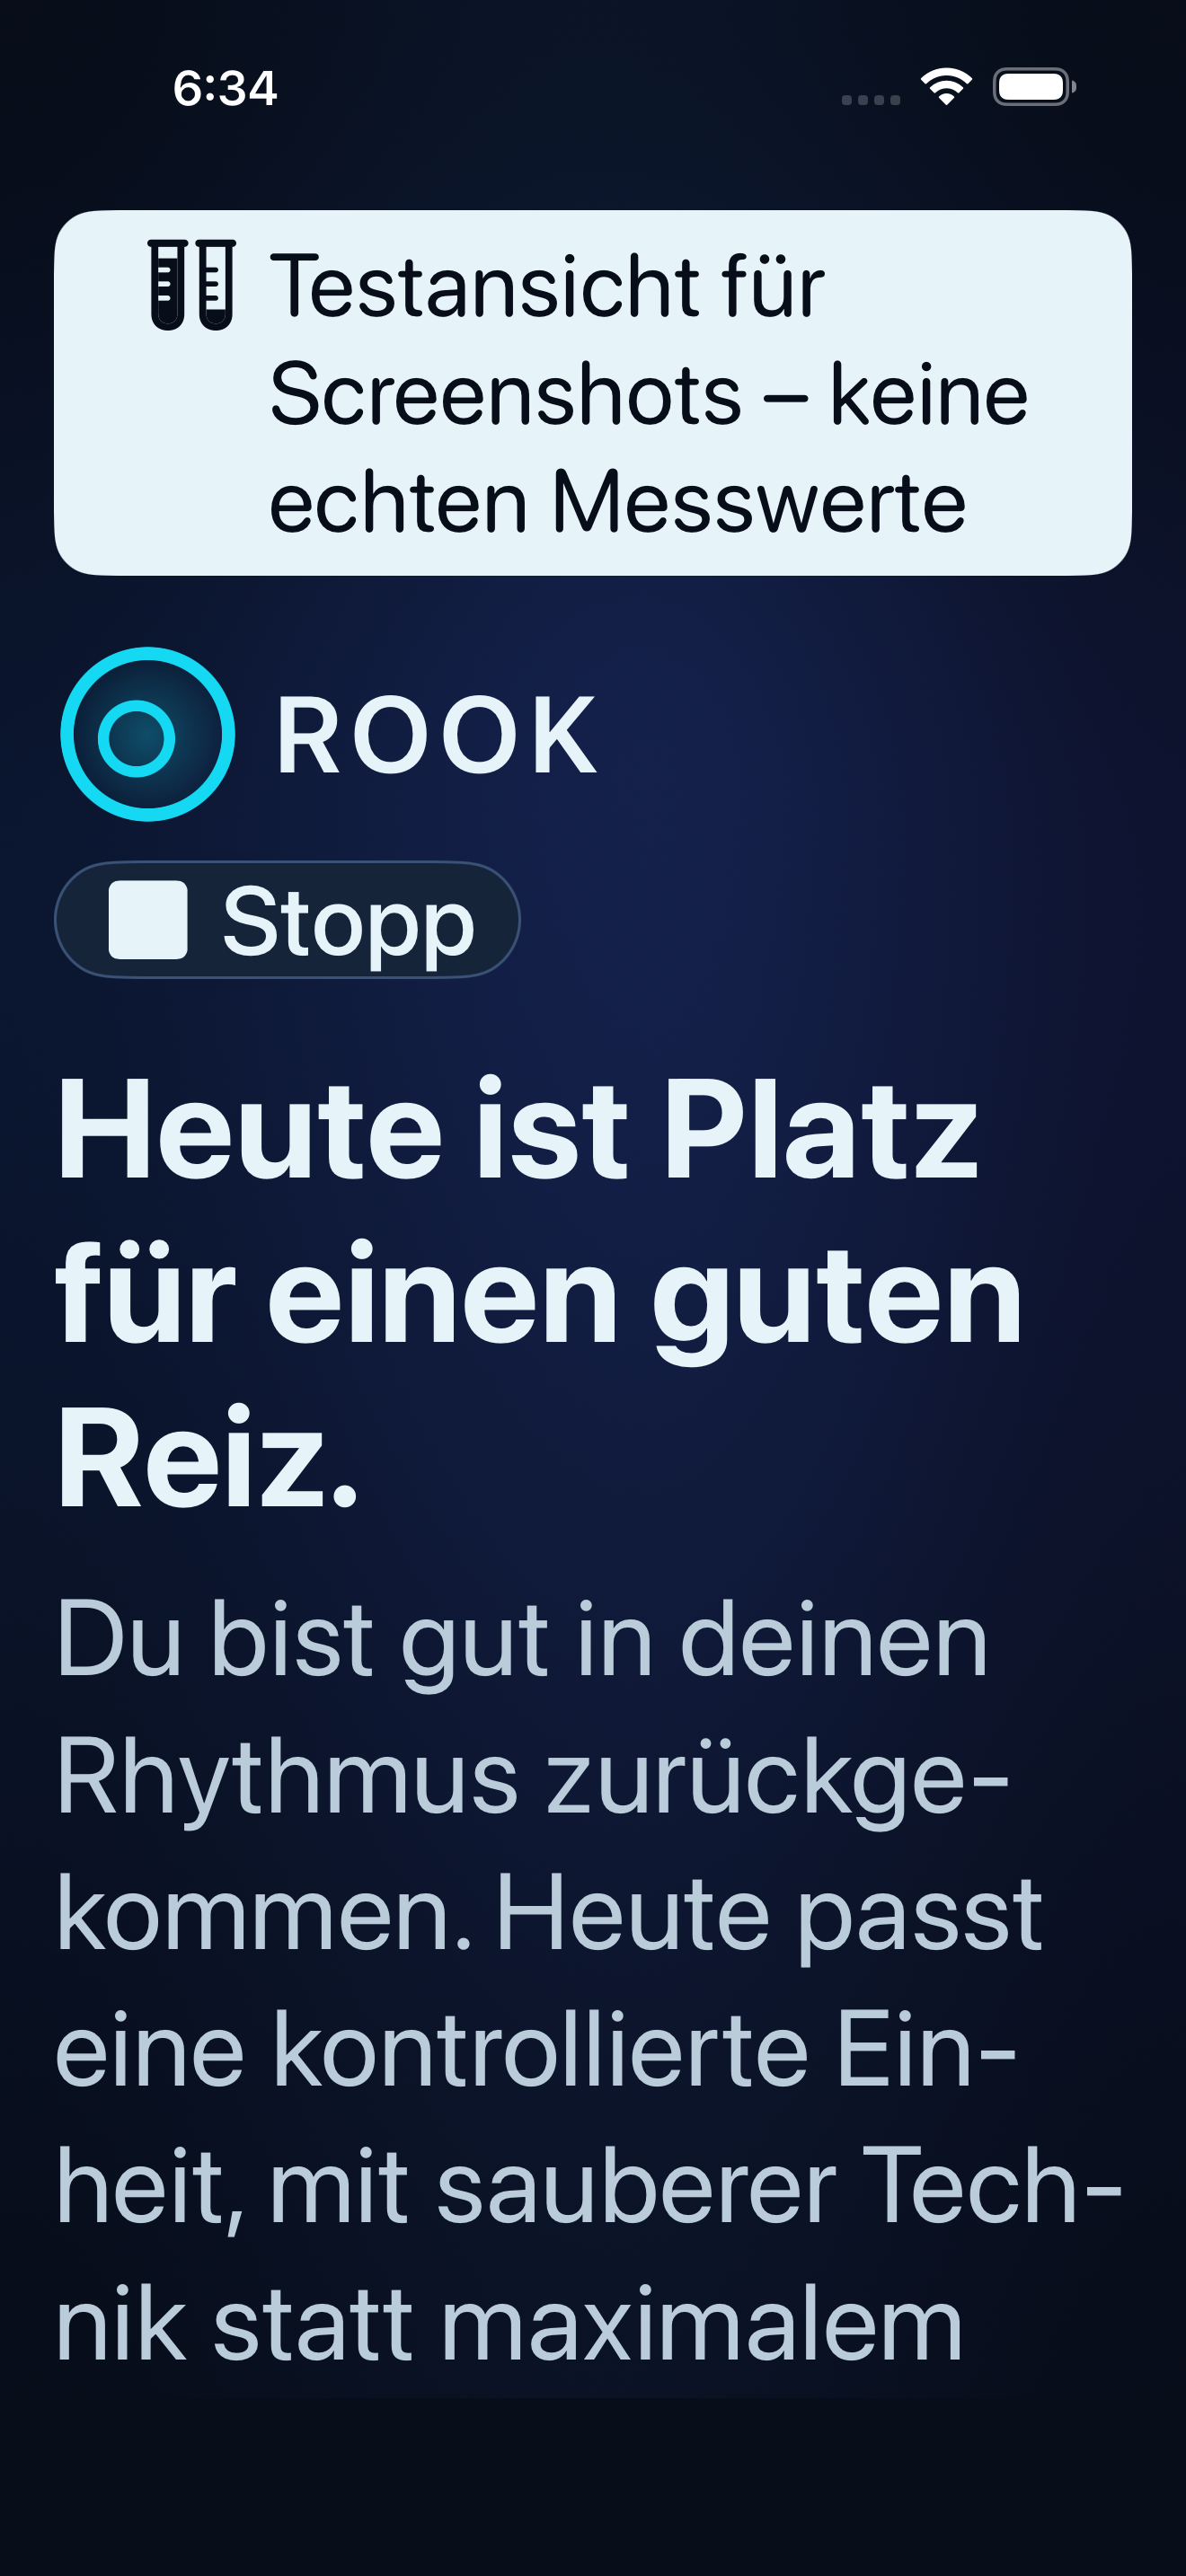 6:34
Testansicht für
Screenshots – keine
echten Messwerte
ROOK
Stopp
Heute ist Platz
für einen guten
Reiz.
Du bist gut in deinen
Rhythmus zurückge-
kommen. Heute passt
eine kontrollierte Ein-
heit, mit sauberer Tech-
nik statt maximalem